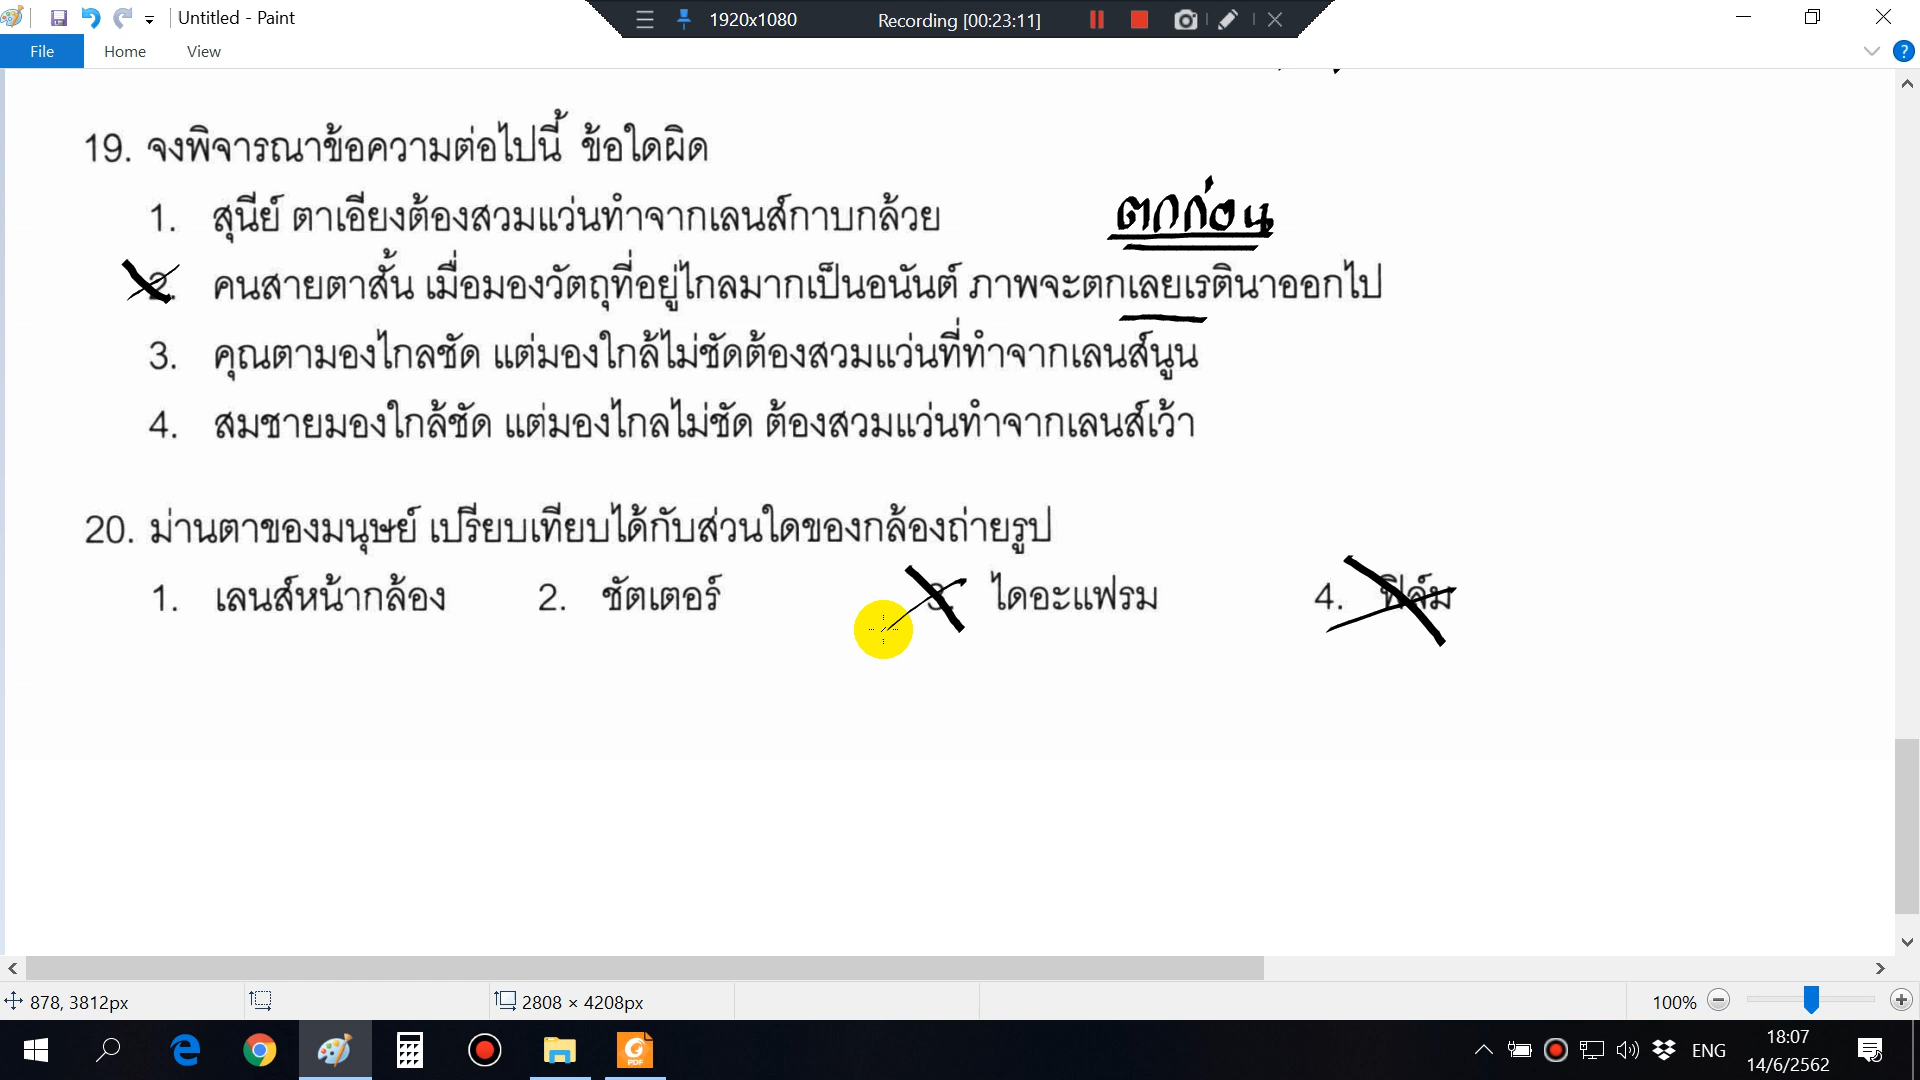 Untitled - Paint
1920x1080
Recording [00:23:11]
File
Home
View
19. จงพิจารณาข้อความต่อไปนี้ ข้อใดผิด
1. สุนีย์ ตาเอียงต้องสวมแว่นทำจากเลนส์กาบกล้วย
ตกก่อน
2. คนสายตาสั้น เมื่อมองวัตถุที่อยู่ไกลมากเป็นอนันต์ ภาพจะตกเลยเรตินาออกไป
3. คุณตามองไกลชัด แต่มองใกล้ไม่ชัดต้องสวมแว่นที่ทำจากเลนส์นูน
4. สมชายมองใกล้ชัด แต่มองไกลไม่ชัด ต้องสวมแว่นทำจากเลนส์เว้า
20. ม่านตาของมนุษย์ เปรียบเทียบได้กับส่วนใดของกล้องถ่ายรูป
1. เลนส์หน้ากล้อง 2. ชัตเตอร์ 3. ไดอะแฟรม 4. ฟิล์ม
878, 3812px
2808 × 4208px
100%
PDF
ENG
18:07
14/6/2562